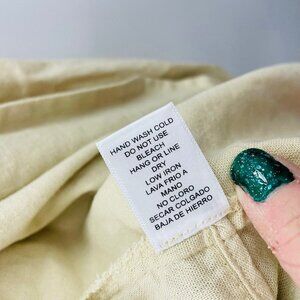 HAND WASH COLD
DO NOT USE
BLEACH
HANG OR LINE
DRY
LOW IRON
LAVA FRIO A
MANO
NO CLORO
SECAR COLGADO
BAJA DE HIERRO